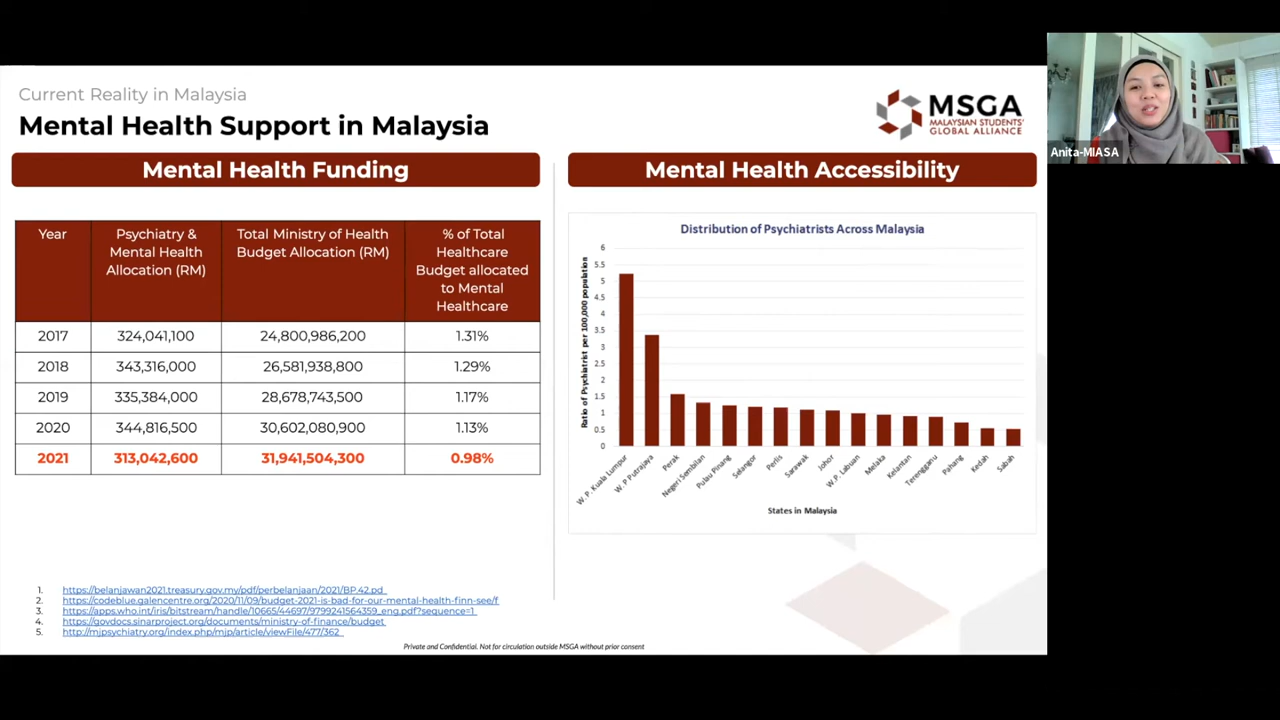 Current Reality in Malaysia
Mental Health Support in Malaysia
MSGA
MALAYSIAN STUDENTS'
GLOBAL ALLIANCE
Anita-MIASA
Mental Health Funding
Year
Psychiatry &
Mental Health
Allocation (RM)
Total Ministry of Health
Budget Allocation (RM)
% of Total
Healthcare
Budget allocated
to Mental
Healthcare
2017 324,041,100 24,800,986,200 1.31%
2018 343,316,000 26,581,938,800 1.29%
2019 335,384,000 28,678,743,500 1.17%
2020 344,816,500 30,602,080,900 1.13%
2021 313,042,600 31,941,504,300 0.98%
Mental Health Accessibility
Distribution of Psychiatrists Across Malaysia
Ratio of Psychiatrist per 100,000 population
6
5.5
5
4.5
4
3.5
3
2.5
2
1.5
1
0.5
0
W. P. Kuala Lumpur
W. P Putrajaya
Perak
Negeri Sembilan
Pulau Pinang
Selangor
Perlis
Sarawak
Johor
W.P. Labuan
Melaka
Kelantan
Terengganu
Pahang
Kedah
Sabah
States in Malaysia
1. https://belanjawan2021.treasury.gov.my/pdf/perbelanjaan/2021/BP.42.pd
2. https://codeblue.galencentre.org/2020/11/09/budget-2021-is-bad-for-our-mental-health-finn-see/f
3. https://apps.who.int/iris/bitstream/handle/10665/44697/9799241564359_eng.pdf?sequence=1
4. https://govdocs.sinarproject.org/documents/ministry-of-finance/budget
5. http://mjpsychiatry.org/index.php/mjp/article/viewFile/477/362
Private and Confidential. Not for circulation outside MSGA without prior consent